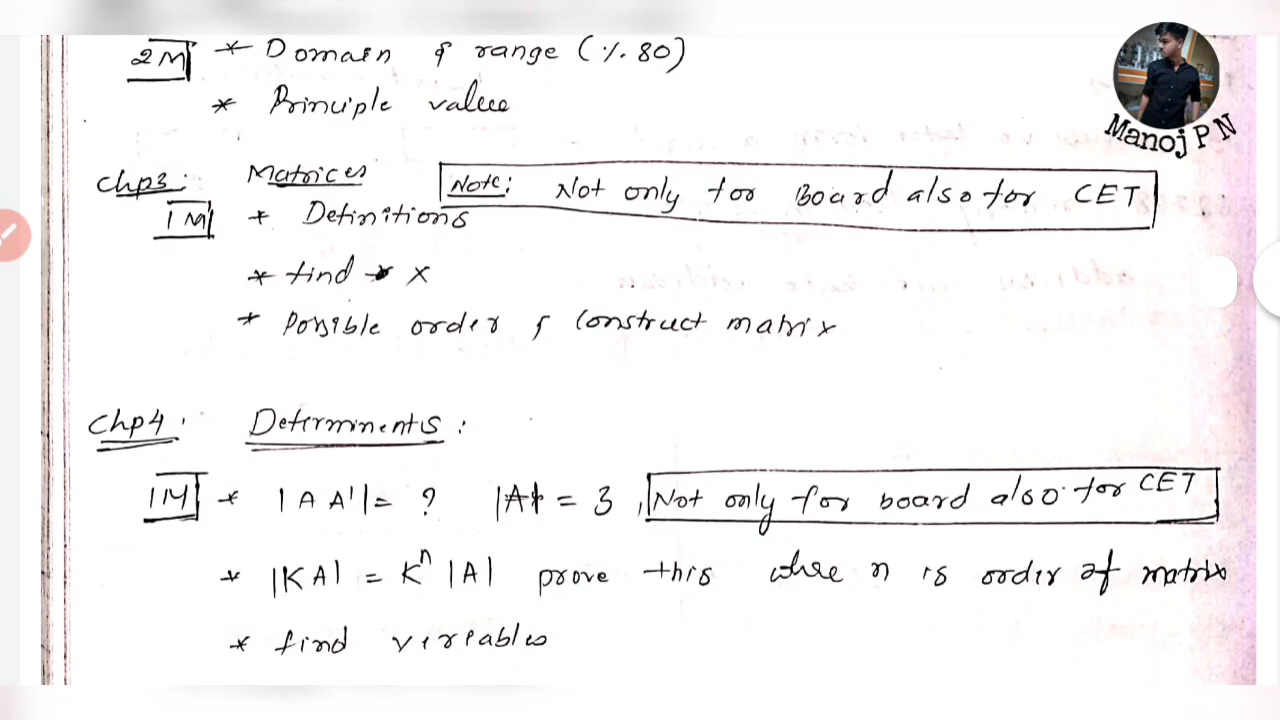 2M * Domain & range (%. 80)
* Principle value
Manoj P N
Chp3: Matrices Note: Not only for Board also for CET
1M * Definitions
* find x
* Possible order & Construct matrix
Chp4. Determinents:
1M * |AA'| = ? |A| = 3, Not only for board also for CET
* |KA| = Kⁿ |A| prove this where n is order of matrix
* find vereables